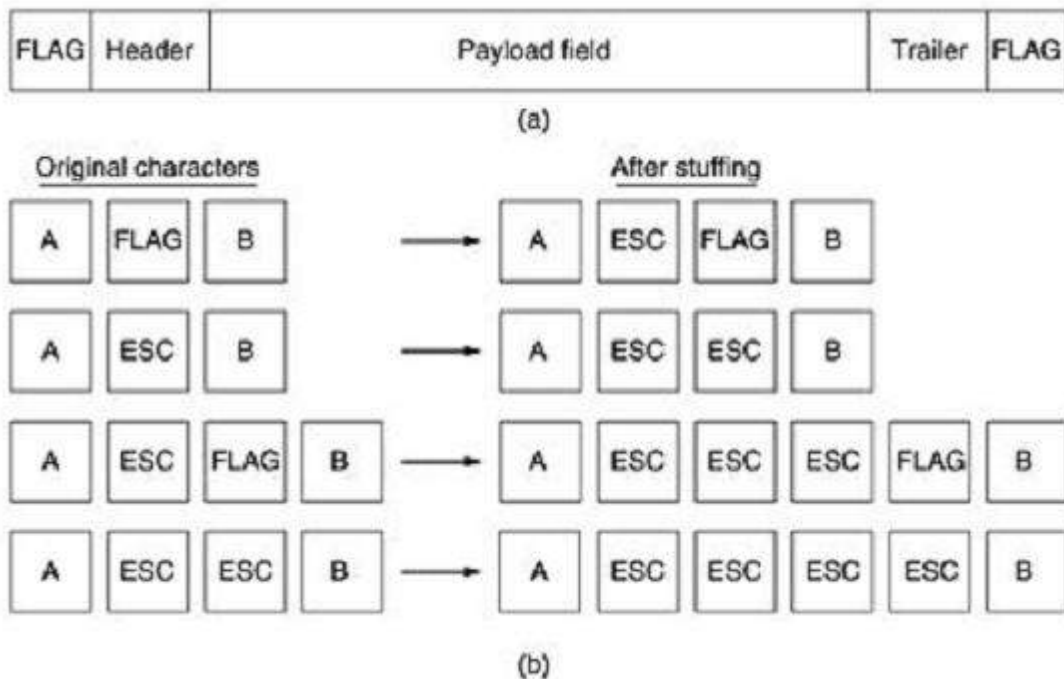 FLAG Header Payload field Trailer FLAG
(a)
Original characters After stuffing
A FLAG B A ESC FLAG B
A ESC B A ESC ESC B
A ESC FLAG B A ESC ESC ESC FLAG B
A ESC ESC B A ESC ESC ESC ESC B
(b)